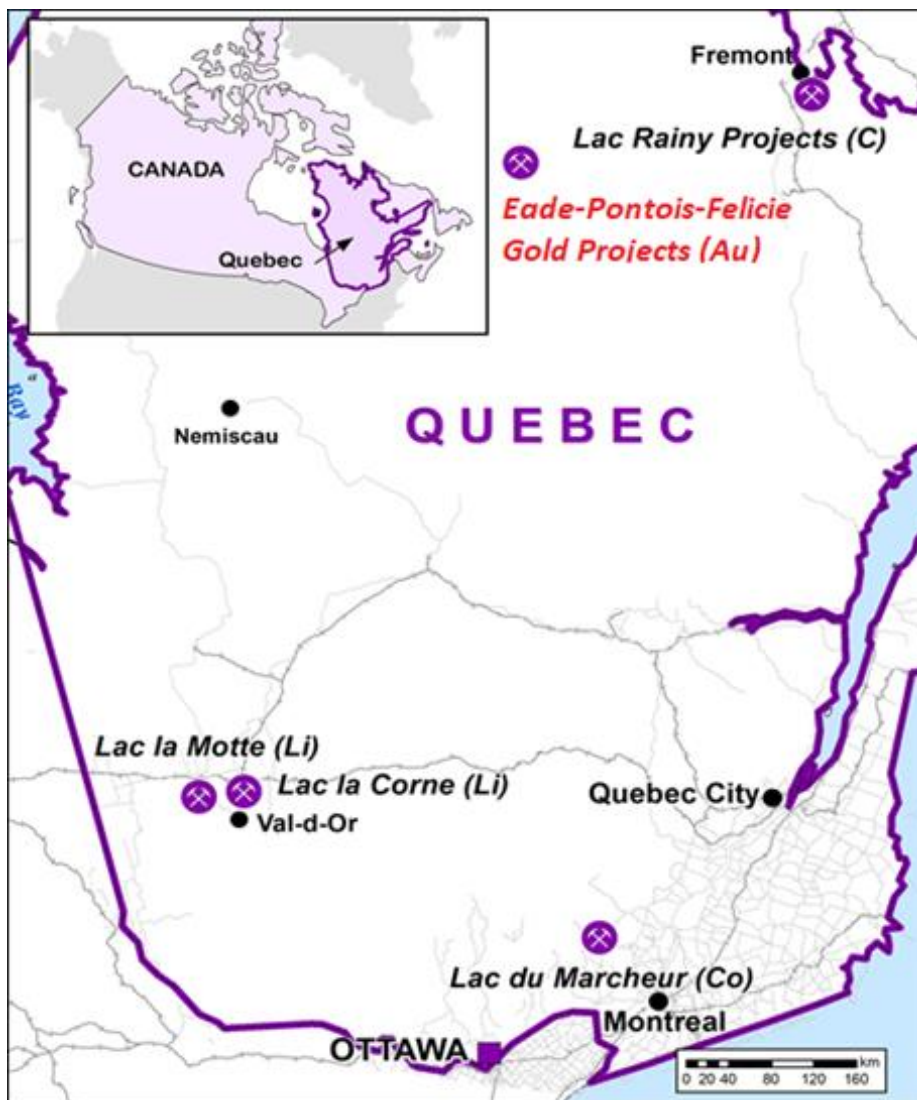 CANADA
Quebec
Fremont
Lac Rainy Projects (C)
Eade-Pontois-Felicie
Gold Projects (Au)
Bay
Nemiscau
QUEBEC
Lac la Motte (Li)
Lac la Corne (Li)
Val-d-Or
Quebec City
Lac du Marcheur (Co)
Montreal
OTTAWA
km
0 20 40 80 120 160